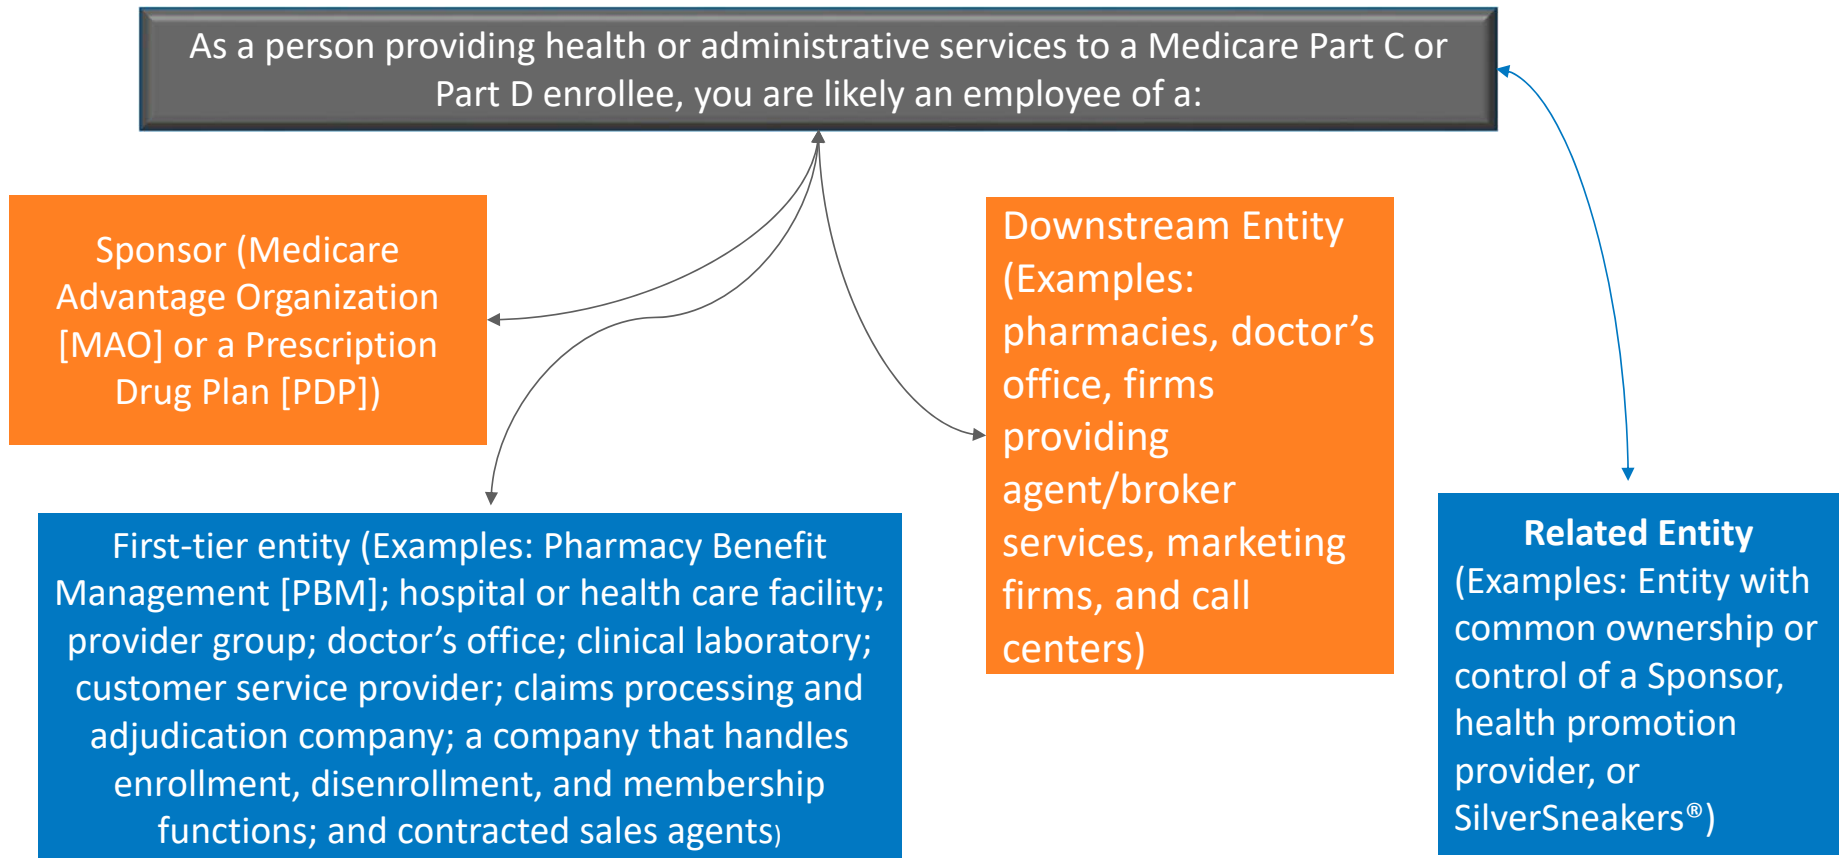 As a person providing health or administrative services to a Medicare Part C or
Part D enrollee, you are likely an employee of a:
Sponsor (Medicare
Advantage Organization
[MAO] or a Prescription
Drug Plan [PDP])
First-tier entity (Examples: Pharmacy Benefit
Management [PBM]; hospital or health care facility;
provider group; doctor’s office; clinical laboratory;
customer service provider; claims processing and
adjudication company; a company that handles
enrollment, disenrollment, and membership
functions; and contracted sales agents)
Downstream Entity
(Examples:
pharmacies, doctor’s
office, firms
providing
agent/broker
services, marketing
firms, and call
centers)
Related Entity
(Examples: Entity with
common ownership or
control of a Sponsor,
health promotion
provider, or
SilverSneakers®)